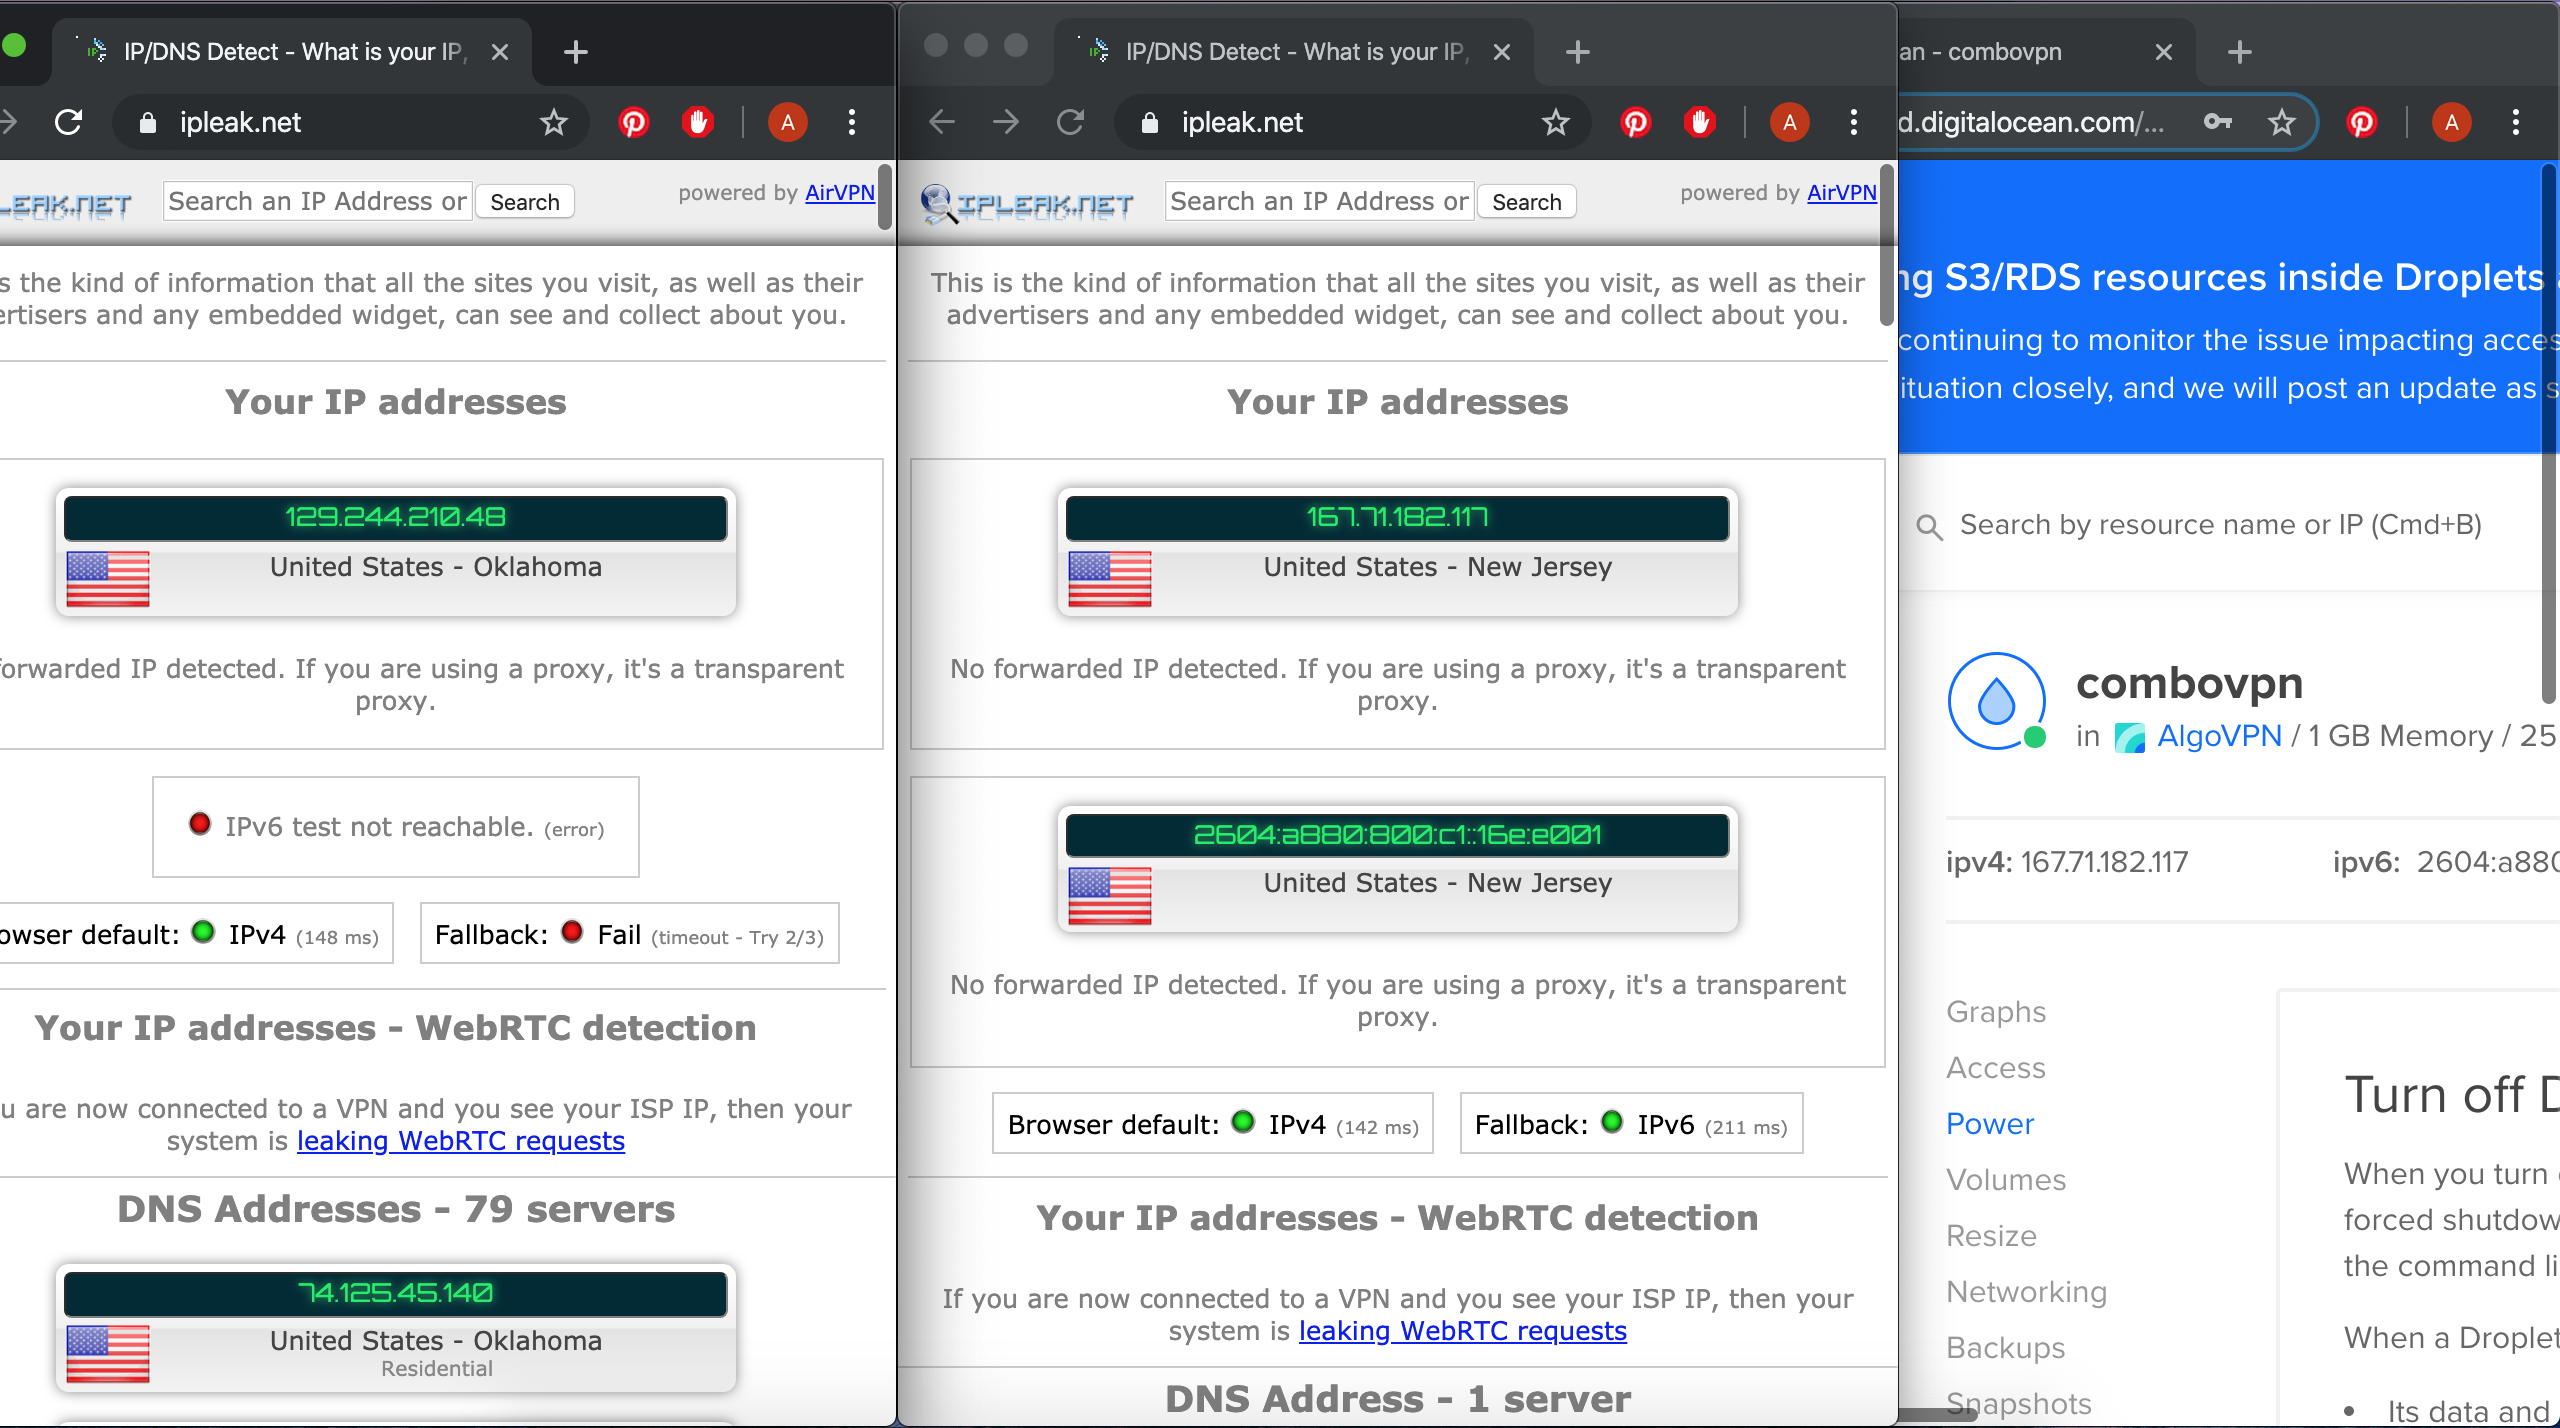 IP/DNS Detect - What is your IP,
ipleak.net
A
LEAK.NET
Search an IP Address or
Search
powered by AirVPN
s the kind of information that all the sites you visit, as well as their
ertisers and any embedded widget, can see and collect about you.
Your IP addresses
129.244.210.48
United States - Oklahoma
forwarded IP detected. If you are using a proxy, it's a transparent
proxy.
IPv6 test not reachable. (error)
owser default: IPv4 (148 ms)
Fallback: Fail (timeout - Try 2/3)
Your IP addresses - WebRTC detection
u are now connected to a VPN and you see your ISP IP, then your
system is leaking WebRTC requests
DNS Addresses - 79 servers
74.125.45.140
United States - Oklahoma
Residential
IP/DNS Detect - What is your IP,
ipleak.net
A
IPLEAK.NET
Search an IP Address or
Search
powered by AirVPN
This is the kind of information that all the sites you visit, as well as their
advertisers and any embedded widget, can see and collect about you.
Your IP addresses
167.71.182.117
United States - New Jersey
No forwarded IP detected. If you are using a proxy, it's a transparent
proxy.
2604:a880:800:c1::16e:e001
United States - New Jersey
No forwarded IP detected. If you are using a proxy, it's a transparent
proxy.
Browser default: IPv4 (142 ms)
Fallback: IPv6 (211 ms)
Your IP addresses - WebRTC detection
If you are now connected to a VPN and you see your ISP IP, then your
system is leaking WebRTC requests
DNS Address - 1 server
an - combovpn
d.digitalocean.com/...
A
ng S3/RDS resources inside Droplets a
continuing to monitor the issue impacting acces
ituation closely, and we will post an update as s
Search by resource name or IP (Cmd+B)
combovpn
in AlgoVPN / 1 GB Memory / 25
ipv4: 167.71.182.117
ipv6: 2604:a880
Graphs
Access
Power
Volumes
Resize
Networking
Backups
Snapshots
Turn off D
When you turn o
forced shutdow
the command li
When a Droplet
• Its data and